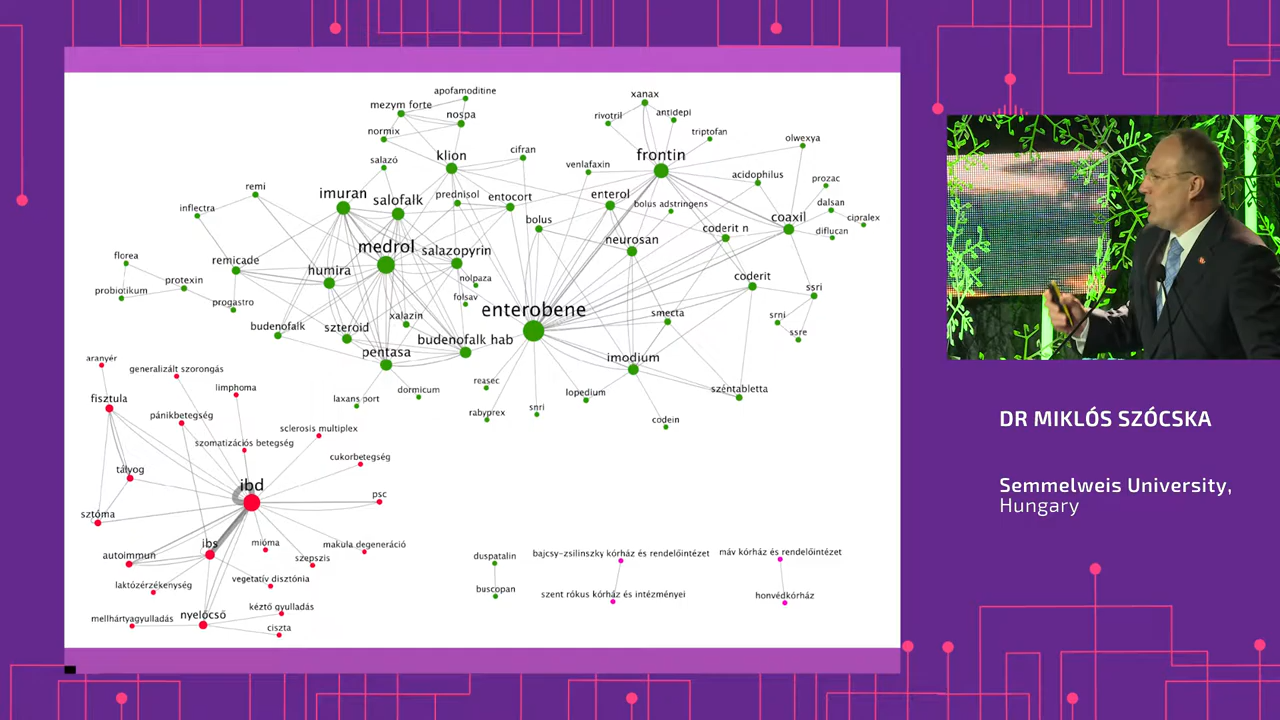 apofamoditine
mezym forte
nospa
normix
klion
cifran
salazó
xanax
rivotril
antidepi
triptofan
frontin
olwexya
venlafaxin
acidophilus
prozac
remi
imuran
salofalk
prednisol
entocort
enterol
bolus adstringens
dalsan
inflectra
bolus
coaxil
cipralex
coderit n
diflucan
medrol
salazopyrin
neurosan
florea
remicade
humira
nolpaza
coderit
protexin
probiotikum
progastro
folsav
ssri
enterobene
xalazin
smecta
srni
budenofalk
szteroid
budenofalk hab
ssre
pentasa
imodium
reasec
széntabletta
dormicum
lopedium
laxans port
rabyprex
snri
codein
aranyér
generalizált szorongás
limphoma
fisztula
pánikbetegség
sclerosis multiplex
szomatizációs betegség
cukorbetegség
tályog
ibd
psc
sztóma
ibs
mióma
makula degeneráció
autoimmun
szepszis
laktózérzékenység
vegetatív disztónia
kéztő gyulladás
mellhártyagyulladás
nyelőcső
ciszta
duspatalin
buscopan
bajcsy-zsilinszky kórház és rendelőintézet
szent rókus kórház és intézményei
máv kórház és rendelőintézet
honvédkórház
DR MIKLÓS SZÓCSKA
Semmelweis University,
Hungary